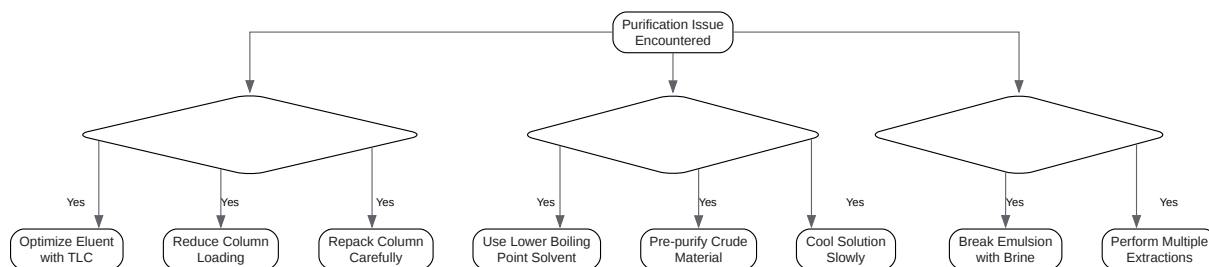 Purification Issue
Encountered
Yes
Yes
Yes
Yes
Yes
Yes
Yes
Yes
Optimize Eluent
with TLC
Reduce Column
Loading
Repack Column
Carefully
Use Lower Boiling
Point Solvent
Pre-purify Crude
Material
Cool Solution
Slowly
Break Emulsion
with Brine
Perform Multiple
Extractions